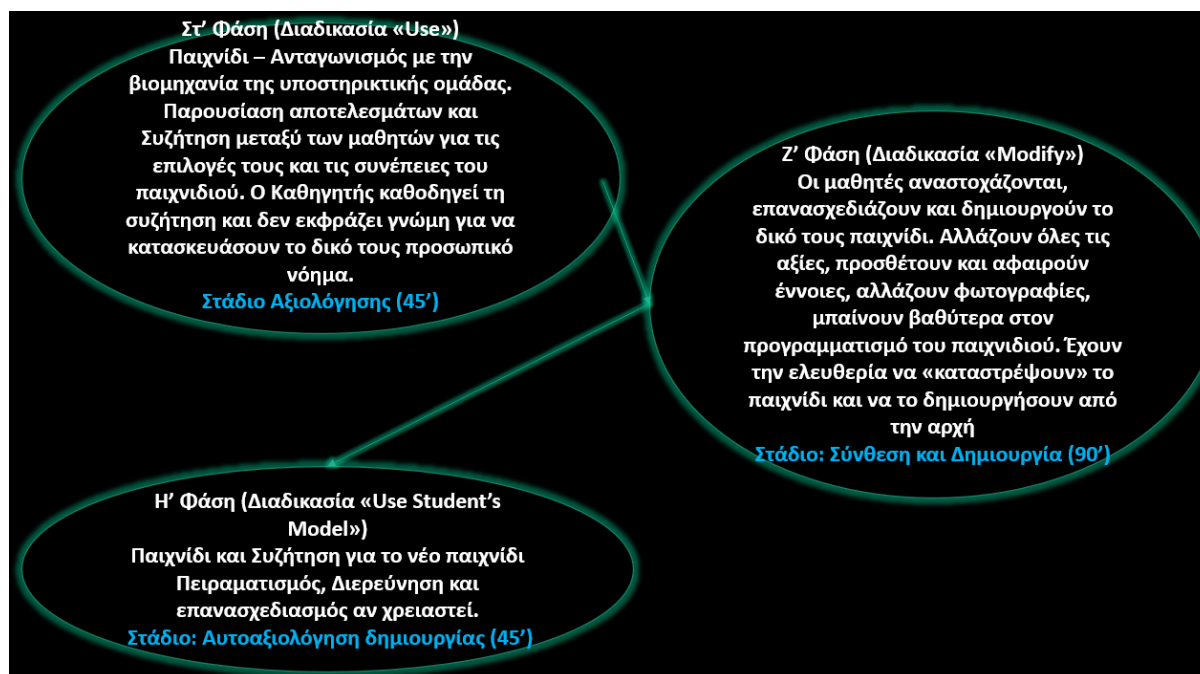 Στ’ Φάση (Διαδικασία «Use»)
Παιχνίδι – Ανταγωνισμός με την
βιομηχανία της υποστηρικτικής ομάδας.
Παρουσίαση αποτελεσμάτων και
Συζήτηση μεταξύ των μαθητών για τις
επιλογές τους και τις συνέπειες του
παιχνιδιού. Ο Καθηγητής καθοδηγεί τη
συζήτηση και δεν εκφράζει γνώμη για να
κατασκευάσουν το δικό τους προσωπικό
νόημα.
Στάδιο Αξιολόγησης (45’)
Ζ’ Φάση (Διαδικασία «Modify»)
Οι μαθητές αναστοχάζονται,
επανασχεδιάζουν και δημιουργούν το
δικό τους παιχνίδι. Αλλάζουν όλες τις
αξίες, προσθέτουν και αφαιρούν
έννοιες, αλλάζουν φωτογραφίες,
μπαίνουν βαθύτερα στον
προγραμματισμό του παιχνιδιού. Έχουν
την ελευθερία να «καταστρέψουν» το
παιχνίδι και να το δημιουργήσουν από
την αρχή
Στάδιο: Σύνθεση και Δημιουργία (90’)
Η’ Φάση (Διαδικασία «Use Student’s
Model»)
Παιχνίδι και Συζήτηση για το νέο παιχνίδι
Πειραματισμός, Διερεύνηση και
επανασχεδιασμός αν χρειαστεί.
Στάδιο: Αυτοαξιολόγηση δημιουργίας (45’)